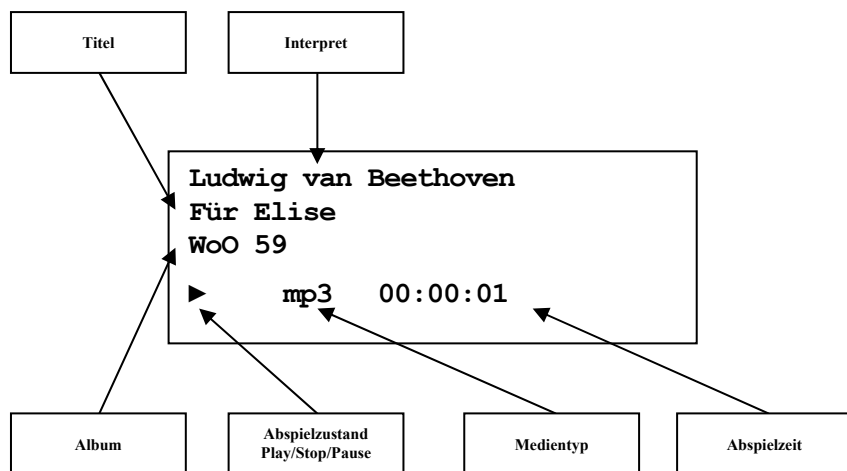 Titel
Interpret
Ludwig van Beethoven
Für Elise
WoO 59
► mp3 00:00:01
Album
Abspielzustand
Play/Stop/Pause
Medientyp
Abspielzeit